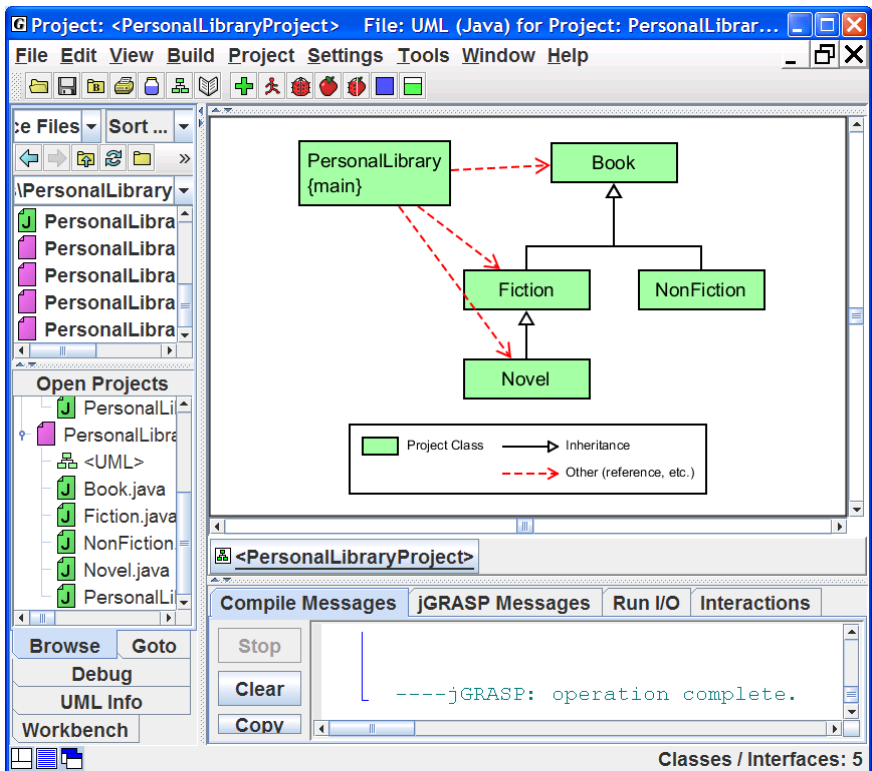 Project: <PersonalLibraryProject> File: UML (Java) for Project: PersonalLibrar...
File Edit View Build Project Settings Tools Window Help
ce Files Sort ...
\PersonalLibrary
PersonalLibra
PersonalLibra
PersonalLibra
PersonalLibra
PersonalLibra
Open Projects
PersonalLi
PersonalLibra
<UML>
Book.java
Fiction.java
NonFiction.
Novel.java
PersonalLi
Browse Goto
Debug
UML Info
Workbench
PersonalLibrary
{main}
Book
Fiction
NonFiction
Novel
Project Class Inheritance
Other (reference, etc.)
<PersonalLibraryProject>
Compile Messages jGRASP Messages Run I/O Interactions
Stop
Clear
Copy
----jGRASP: operation complete.
Classes / Interfaces: 5